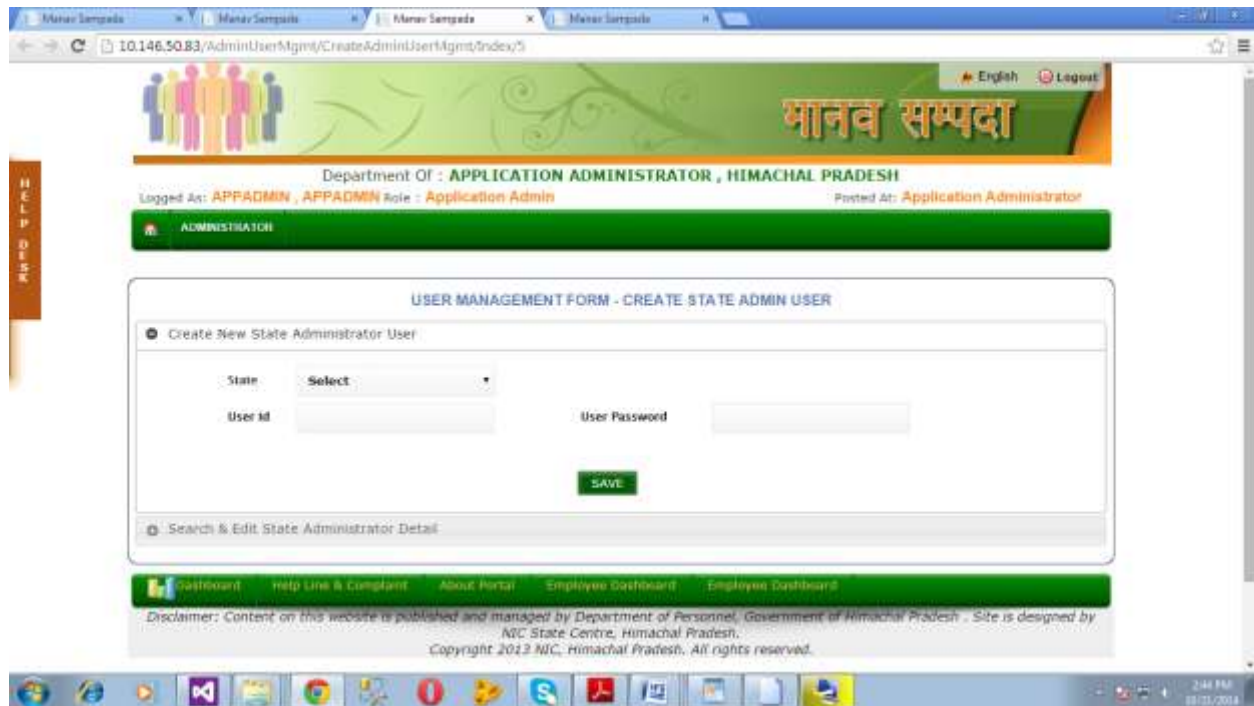 Manav Sampada Manav Sampada Manav Sampada Manav Sampada
10.146.50.83/AdminUserMgmt/CreateAdminUserMgmt/Index/5
English Logout
मानव सम्पदा
HELP DESK
Department Of : APPLICATION ADMINISTRATOR , HIMACHAL PRADESH
Logged As: APPADMIN , APPADMIN Role : Application Admin Posted At: Application Administrator
ADMINISTRATOR
USER MANAGEMENT FORM - CREATE STATE ADMIN USER
Create New State Administrator User
State Select
User Id User Password
SAVE
Search & Edit State Administrator Detail
Dashboard Help Line & Complaint About Portal Employee Dashboard Employee Dashboard
Disclaimer: Content on this website is published and managed by Department of Personnel, Government of Himachal Pradesh . Site is designed by
NIC State Centre, Himachal Pradesh.
Copyright 2013 NIC, Himachal Pradesh. All rights reserved.
2:44 PM